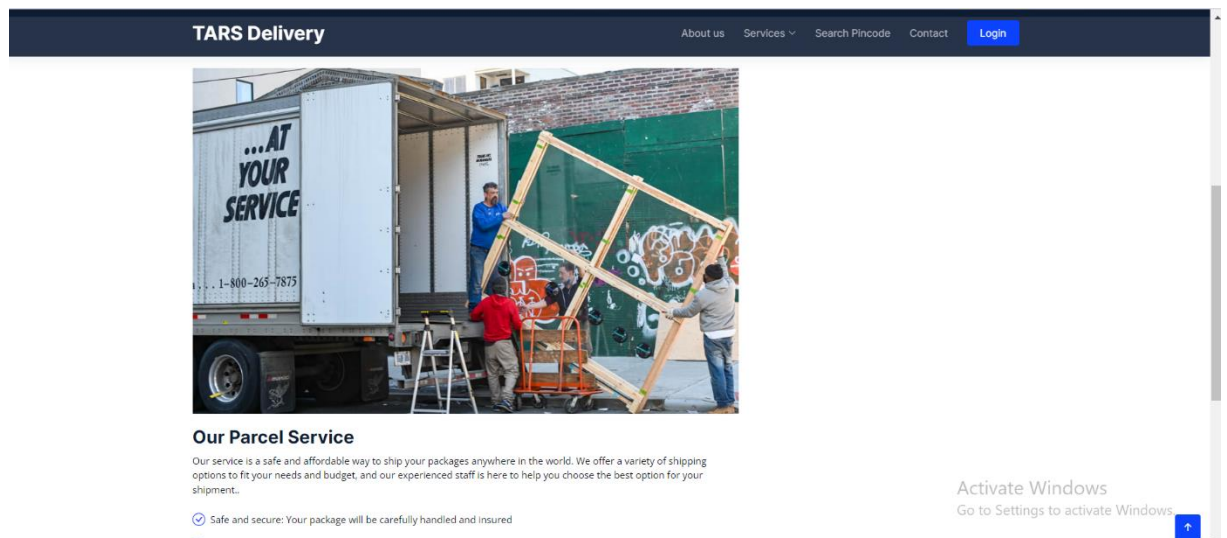 TARS Delivery
About us Services Search Pincode Contact Login
...AT
YOUR
SERVICE
1-800-265-7875
Our Parcel Service
Our service is a safe and affordable way to ship your packages anywhere in the world. We offer a variety of shipping
options to fit your needs and budget, and our experienced staff is here to help you choose the best option for your
shipment..
Safe and secure: Your package will be carefully handled and insured
Activate Windows
Go to Settings to activate Windows.